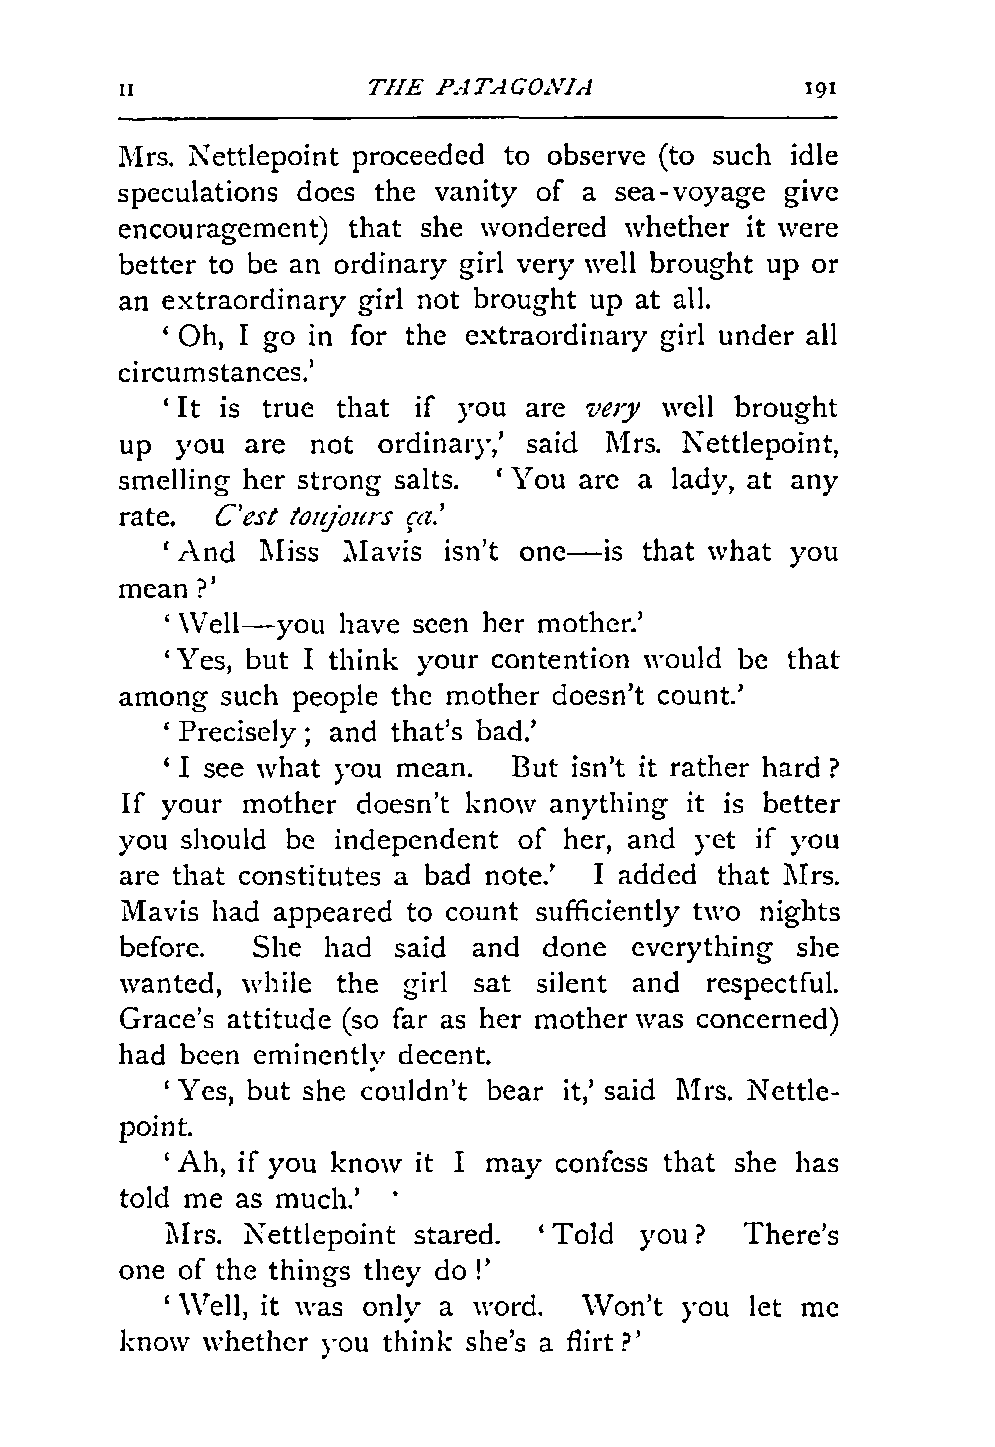 II THE PATAGONIA 191
Mrs. Nettlepoint proceeded to observe (to such idle
speculations does the vanity of a sea-voyage give
encouragement) that she wondered whether it were
better to be an ordinary girl very well brought up or
an extraordinary girl not brought up at all.
‘Oh, I go in for the extraordinary girl under all
circumstances.’
‘It is true that if you are very well brought
up you are not ordinary,’ said Mrs. Nettlepoint,
smelling her strong salts. ‘You are a lady, at any
rate. C'est toujours ça.’
‘And Miss Mavis isn't one—is that what you
mean?’
‘Well—you have seen her mother.’
‘Yes, but I think your contention would be that
among such people the mother doesn't count.’
‘Precisely; and that's bad.’
‘I see what you mean. But isn't it rather hard?
If your mother doesn't know anything it is better
you should be independent of her, and yet if you
are that constitutes a bad note.’ I added that Mrs.
Mavis had appeared to count sufficiently two nights
before. She had said and done everything she
wanted, while the girl sat silent and respectful.
Grace's attitude (so far as her mother was concerned)
had been eminently decent.
‘Yes, but she couldn't bear it,’ said Mrs. Nettle-
point.
‘Ah, if you know it I may confess that she has
told me as much.’
Mrs. Nettlepoint stared. ‘Told you? There's
one of the things they do!’
‘Well, it was only a word. Won't you let me
know whether you think she's a flirt?’